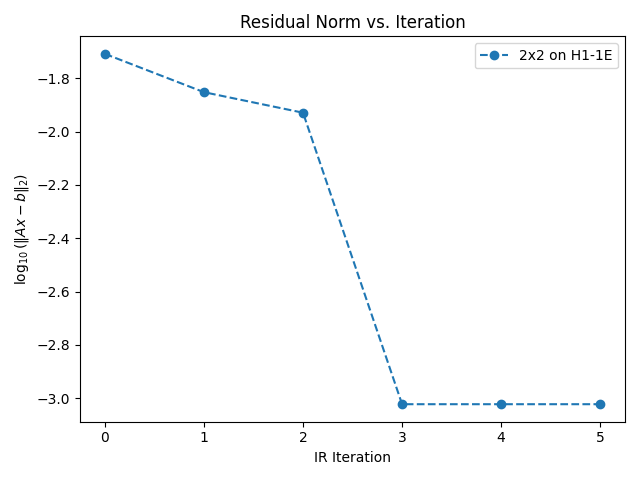 Residual Norm vs. Iteration
2x2 on H1-1E
−1.8
−2.0
−2.2
−2.4
−2.6
−2.8
−3.0
log₁₀(‖Ax − b‖₂)
0 1 2 3 4 5
IR Iteration